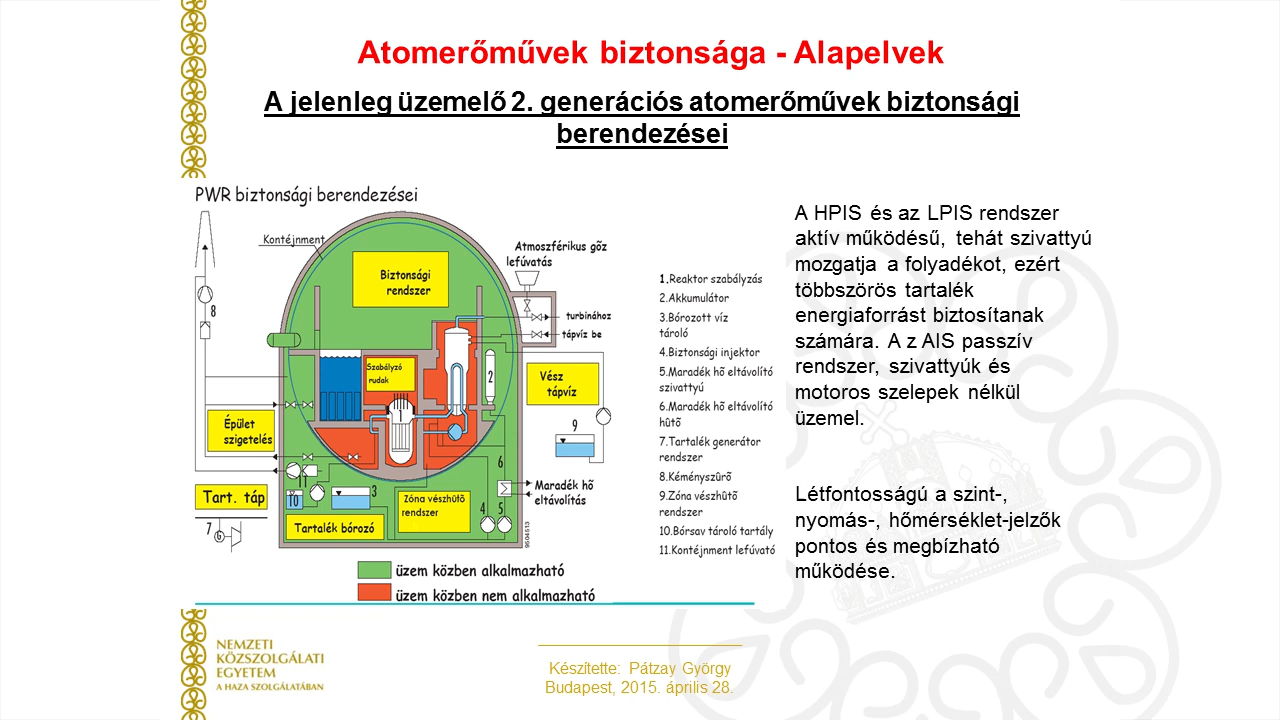 Atomerőművek biztonsága - Alapelvek
A jelenleg üzemelő 2. generációs atomerőművek biztonsági
berendezései
PWR biztonsági berendezései
Kontéjnment
Biztonsági
rendszer
Atmoszférikus gőz
lefúvatás
turbinához
tápvíz be
8
Szabályzó
rudak
1
2
Vész
tápvíz
9
Épület
szigetelés
11
10
3
6
Maradék hő
eltávolítás
Tart. táp
Zóna vészhűtő
rendszer
4
5
7
G
Tartalék bórozó
9504513
üzem közben alkalmazható
üzem közben nem alkalmazható
1.Reaktor szabályzás
2.Akkumulátor
3.Bórozott víz
tároló
4.Biztonsági injektor
5.Maradék hő eltávolító
szivattyú
6.Maradék hő eltávolító
hûtő
7.Tartalék generátor
rendszer
8.Kéményszûrő
9.Zóna vészhûtő
rendszer
10.Bórsav tároló tartály
11.Kontéjnment lefúvató
A HPIS és az LPIS rendszer
aktív működésű, tehát szivattyú
mozgatja a folyadékot, ezért
többszörös tartalék
energiaforrást biztosítanak
számára. A z AIS passzív
rendszer, szivattyúk és
motoros szelepek nélkül
üzemel.
Létfontosságú a szint-,
nyomás-, hőmérséklet-jelzők
pontos és megbízható
működése.
NEMZETI
KÖZSZOLGÁLATI
EGYETEM
A HAZA SZOLGÁLATÁBAN
Készítette: Pátzay György
Budapest, 2015. április 28.